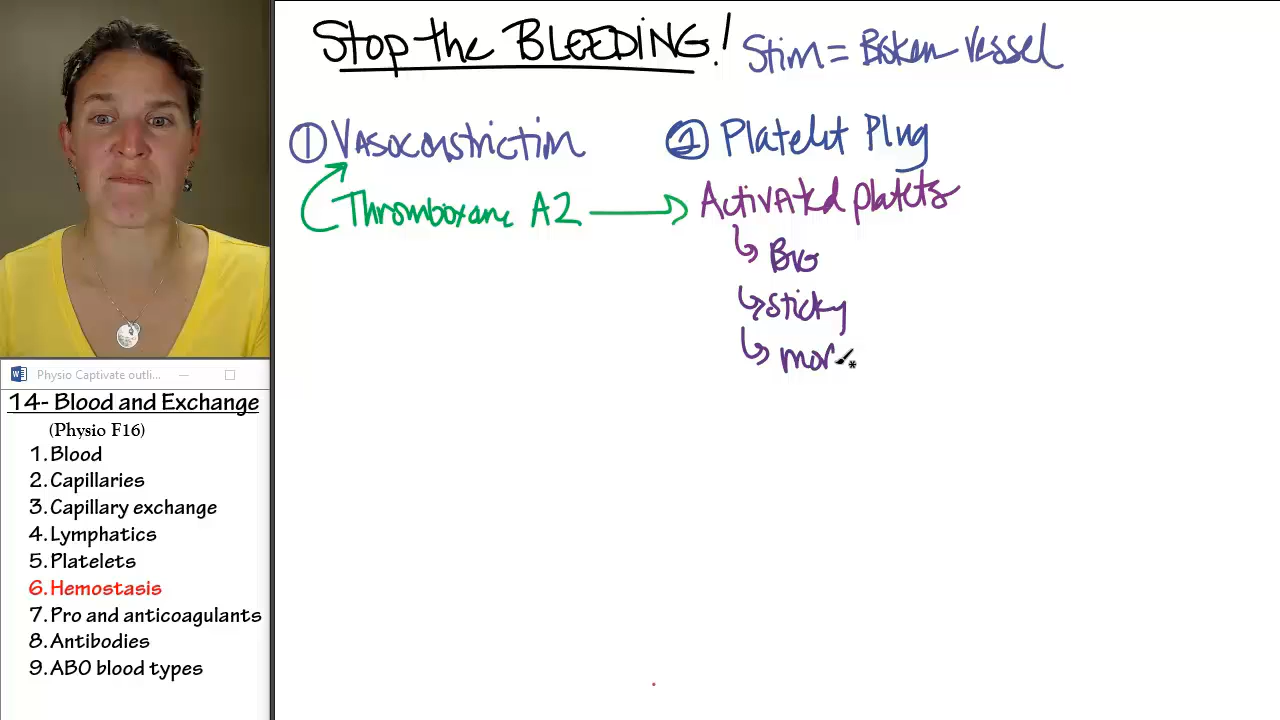 Stop the BLEEDING! Stim = Broken Vessel
① Vasoconstriction ② Platelet Plug
Thromboxane A2 → Activated platets
↳ BIG
↳ sticky
↳ mor
Physio Captivate outli...
14- Blood and Exchange
(Physio F16)
1. Blood
2. Capillaries
3. Capillary exchange
4. Lymphatics
5. Platelets
6. Hemostasis
7. Pro and anticoagulants
8. Antibodies
9. ABO blood types